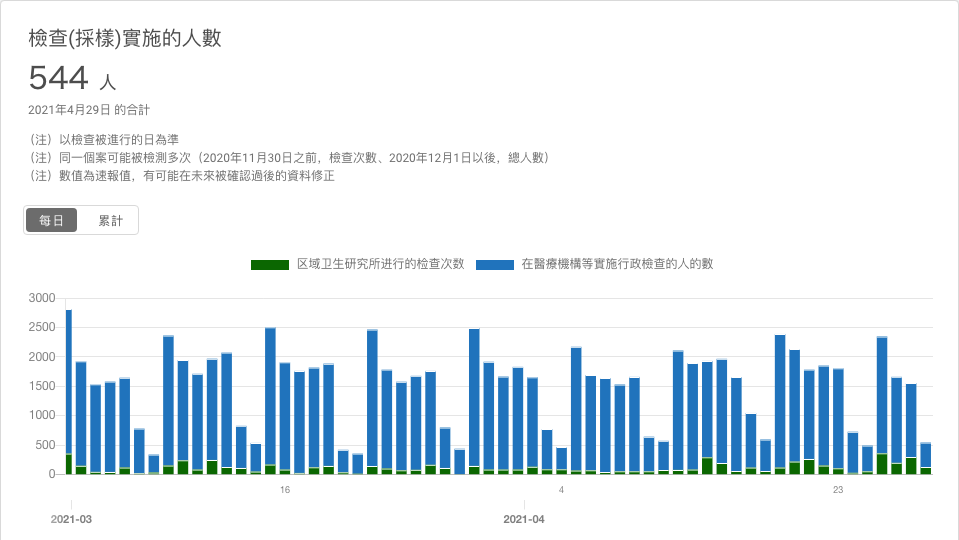 檢查(採樣)實施的人數
544 人
2021年4月29日 的合計
（注）以檢查被進行的日為準
（注）同一個案可能被檢測多次（2020年11月30日之前，檢查次數、2020年12月1日以後，總人數）
（注）數值為速報值，有可能在未來被確認過後的資料修正
每日 累計
区域卫生研究所进行的检查次数 在醫療機構等實施行政檢查的人的數
3000
2500
2000
1500
1000
500
0
16 4 23
2021-03 2021-04